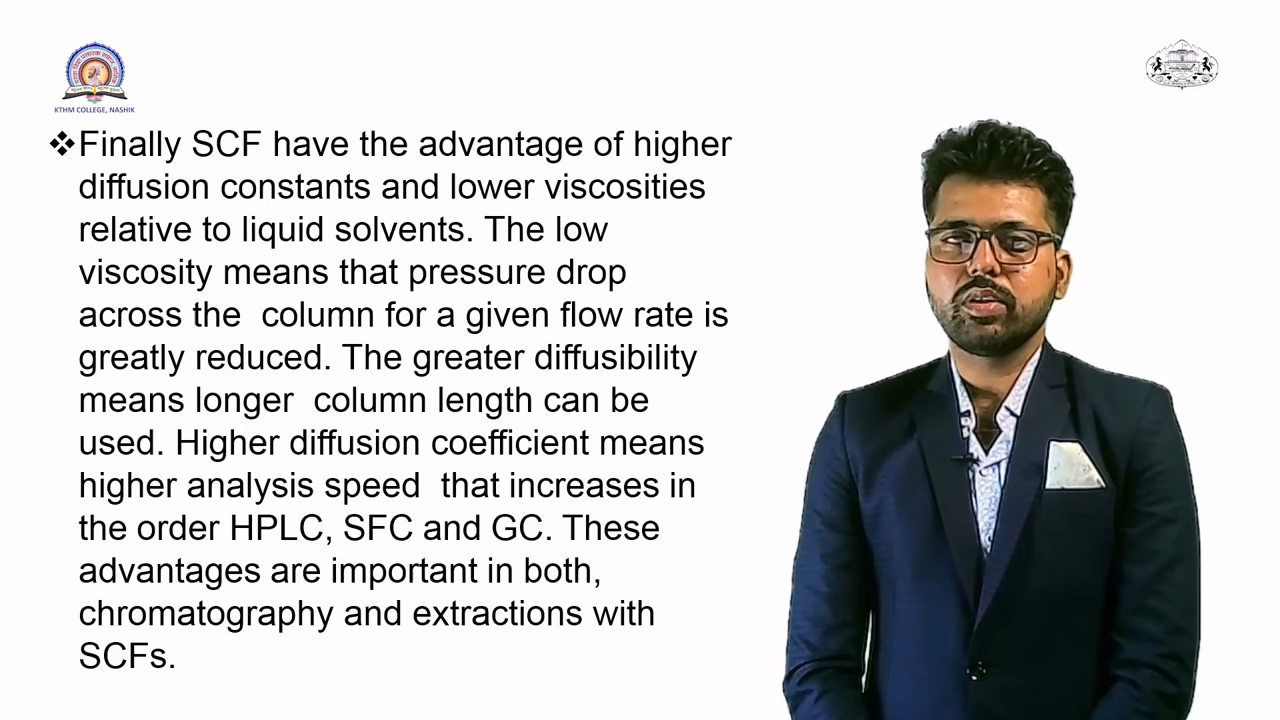 KTHM COLLEGE, NASHIK
❖Finally SCF have the advantage of higher
diffusion constants and lower viscosities
relative to liquid solvents. The low
viscosity means that pressure drop
across the  column for a given flow rate is
greatly reduced. The greater diffusibility
means longer  column length can be
used. Higher diffusion coefficient means
higher analysis speed  that increases in
the order HPLC, SFC and GC. These
advantages are important in both,
chromatography and extractions with
SCFs.